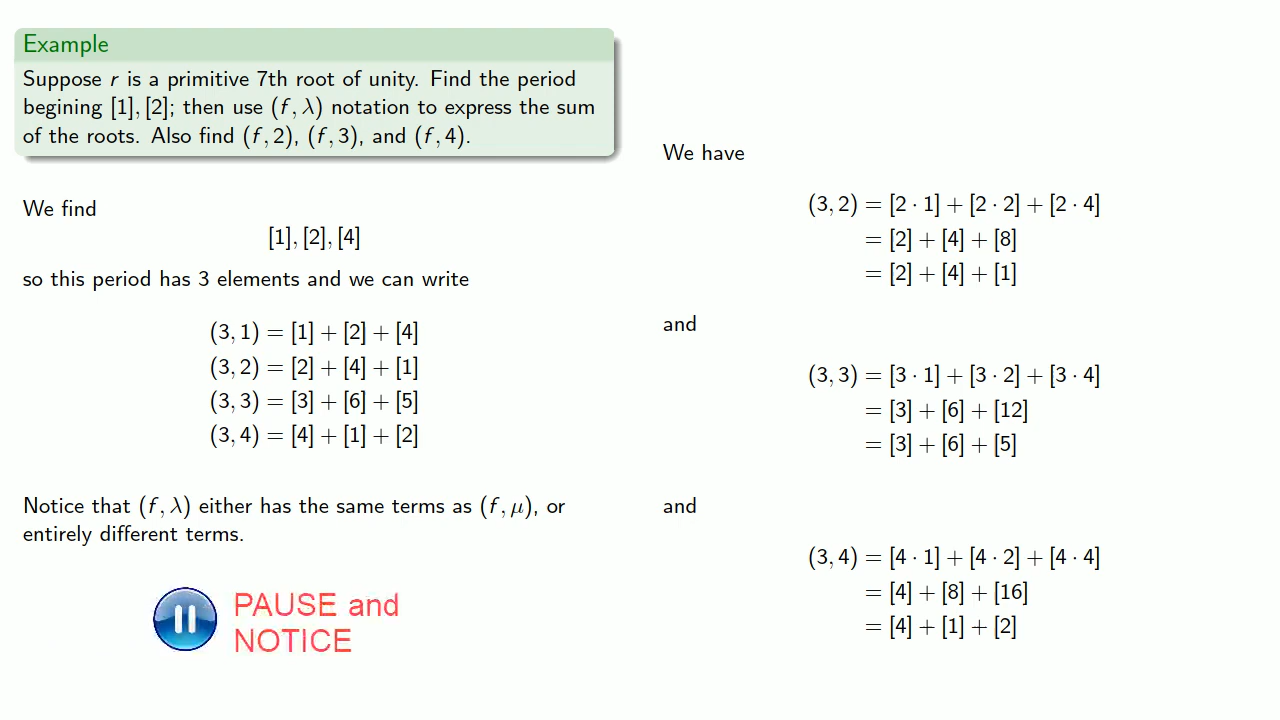 Example
Suppose r is a primitive 7th root of unity. Find the period
begining [1], [2]; then use (f, λ) notation to express the sum
of the roots. Also find (f, 2), (f, 3), and (f, 4).
We find
[1], [2], [4]
so this period has 3 elements and we can write
(3, 1) = [1] + [2] + [4]
(3, 2) = [2] + [4] + [1]
(3, 3) = [3] + [6] + [5]
(3, 4) = [4] + [1] + [2]
Notice that (f, λ) either has the same terms as (f, μ), or
entirely different terms.
PAUSE and
NOTICE
We have
(3, 2) = [2 · 1] + [2 · 2] + [2 · 4]
= [2] + [4] + [8]
= [2] + [4] + [1]
and
(3, 3) = [3 · 1] + [3 · 2] + [3 · 4]
= [3] + [6] + [12]
= [3] + [6] + [5]
and
(3, 4) = [4 · 1] + [4 · 2] + [4 · 4]
= [4] + [8] + [16]
= [4] + [1] + [2]